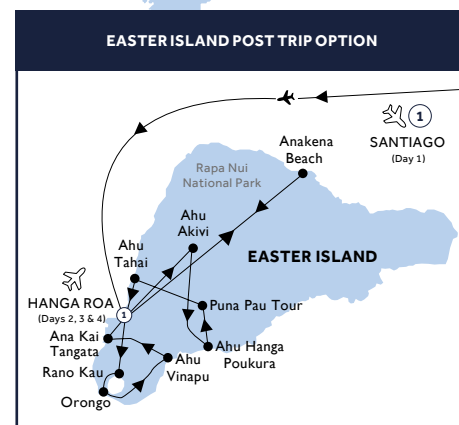 EASTER ISLAND POST TRIP OPTION
1
SANTIAGO
(Day 1)
Anakena
Beach
Rapa Nui
National Park
Ahu
Akivi
Ahu
Tahai
EASTER ISLAND
HANGA ROA
(Days 2, 3 & 4)
1
Puna Pau Tour
Ana Kai
Tangata
Ahu Hanga
Poukura
Rano Kau
Ahu
Vinapu
Orongo